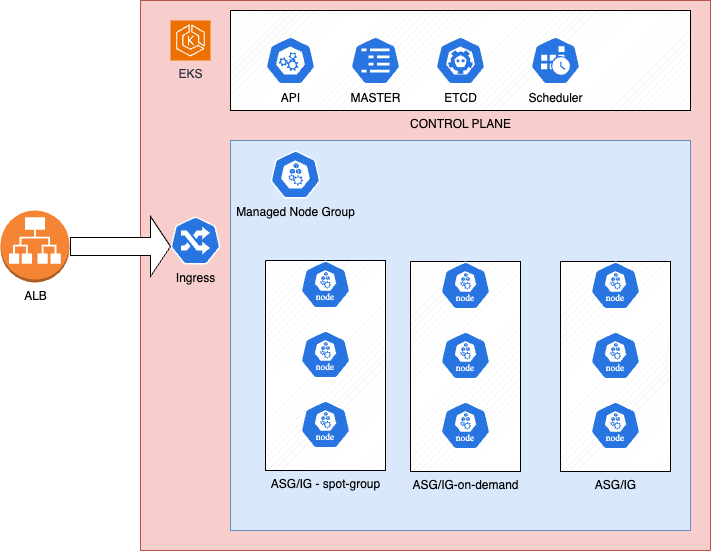 EKS
API
MASTER
ETCD
Scheduler
CONTROL PLANE
Managed Node Group
ALB
Ingress
node
node
node
node
node
node
node
node
node
ASG/IG - spot-group
ASG/IG-on-demand
ASG/IG